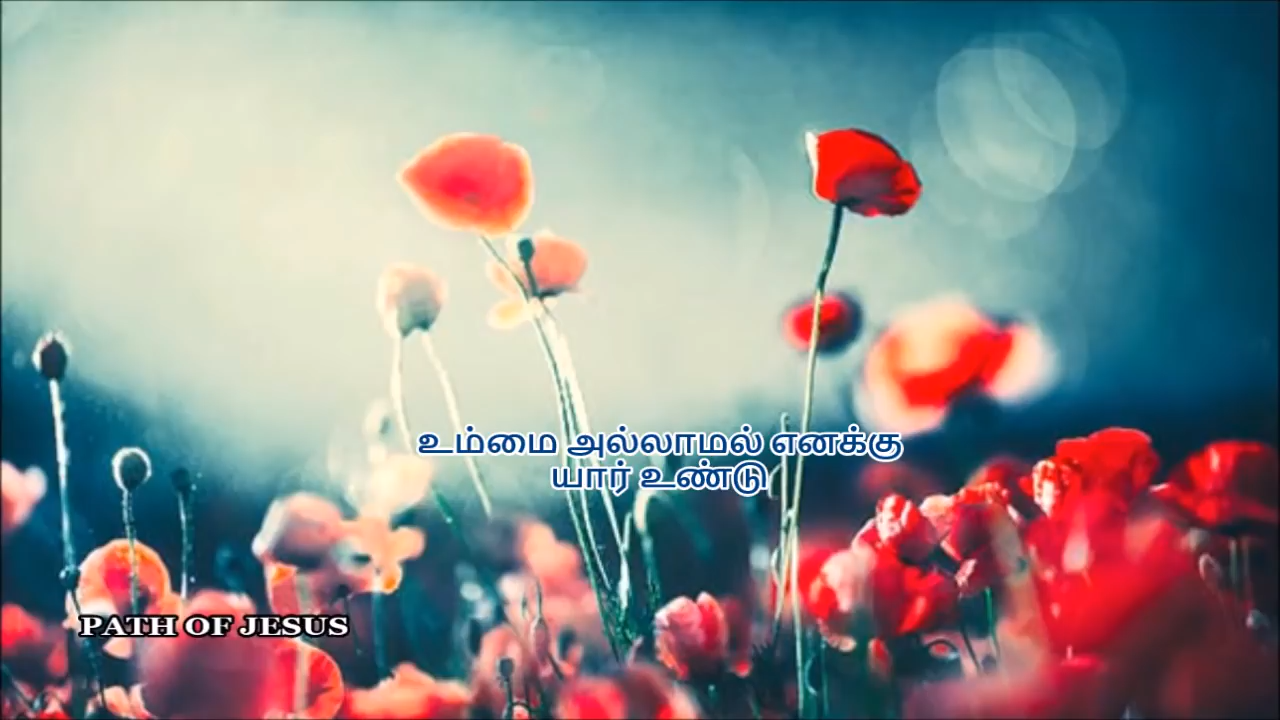 உம்மை அல்லாமல் எனக்கு
யார் உண்டு
PATH OF JESUS